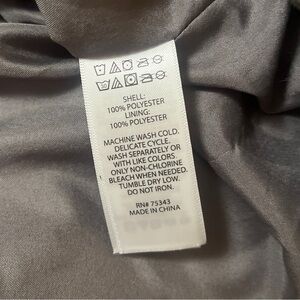 SHELL:
100% POLYESTER
LINING:
100% POLYESTER
MACHINE WASH COLD.
DELICATE CYCLE.
WASH SEPARATELY OR
WITH LIKE COLORS
ONLY NON-CHLORINE
BLEACH WHEN NEEDED.
TUMBLE DRY LOW.
DO NOT IRON.
RN# 75343
MADE IN CHINA